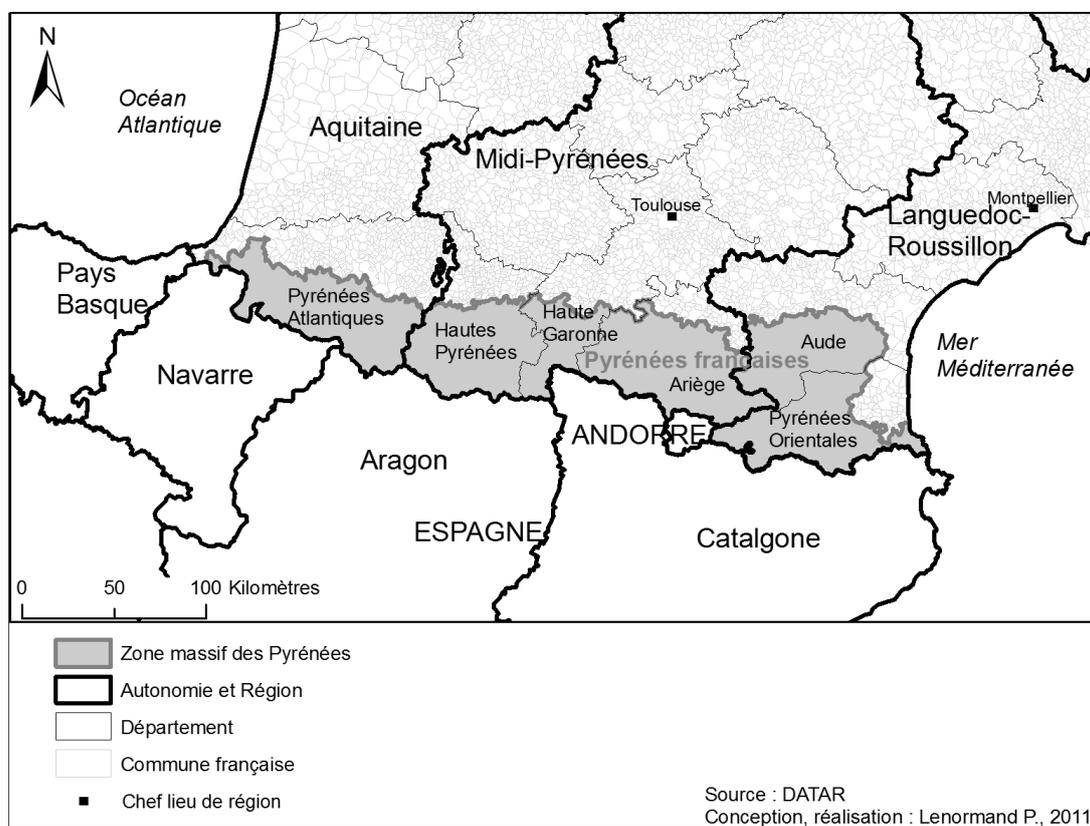 N
Océan
Atlantique
Aquitaine
Midi-Pyrénées
Toulouse
Montpellier
Languedoc-
Roussillon
Pays
Basque
Pyrénées
Atlantiques
Hautes
Pyrénées
Haute
Garonne
Pyrénées françaises
Ariège
Aude
Mer
Méditerranée
Navarre
ANDORRE
Pyrénées
Orientales
Aragon
ESPAGNE
Catalgone
0 50 100 Kilomètres
Zone massif des Pyrénées
Autonomie et Région
Département
Commune française
Chef lieu de région
Source : DATAR
Conception, réalisation : Lenormand P., 2011